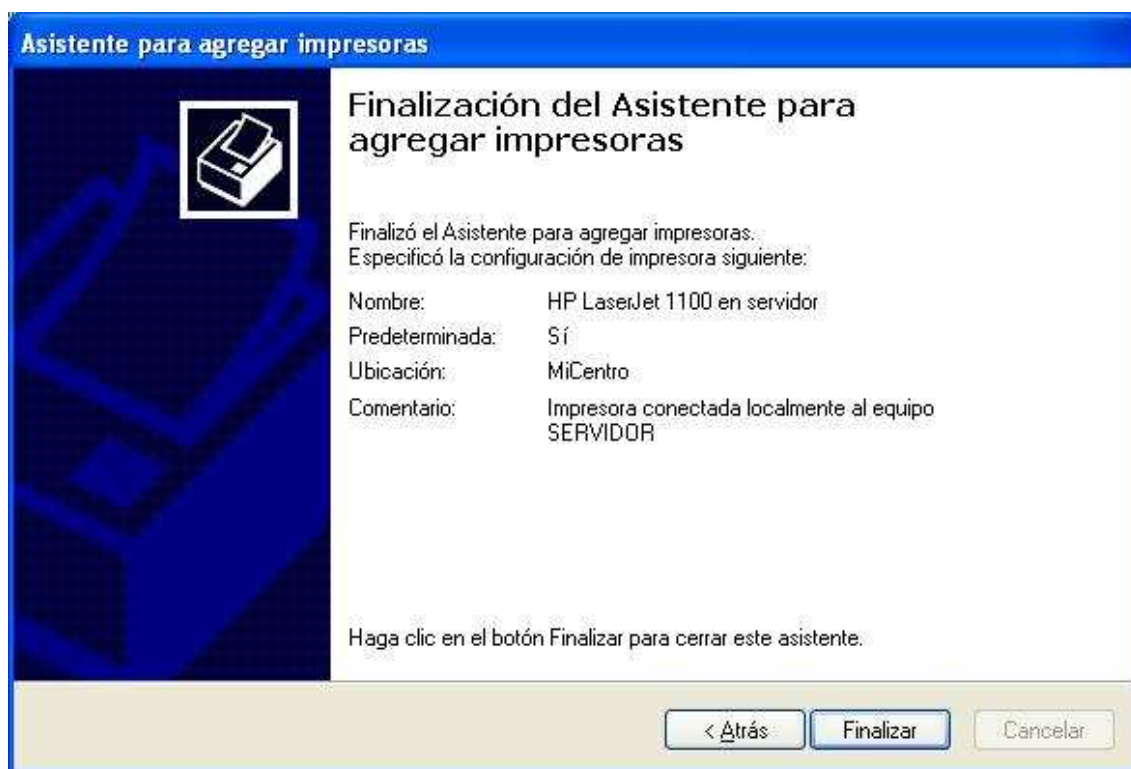 Asistente para agregar impresoras
Finalización del Asistente para
agregar impresoras
Finalizó el Asistente para agregar impresoras.
Especificó la configuración de impresora siguiente:
Nombre: HP LaserJet 1100 en servidor
Predeterminada: Sí
Ubicación: MiCentro
Comentario: Impresora conectada localmente al equipo
SERVIDOR
Haga clic en el botón Finalizar para cerrar este asistente.
< Atrás Finalizar Cancelar